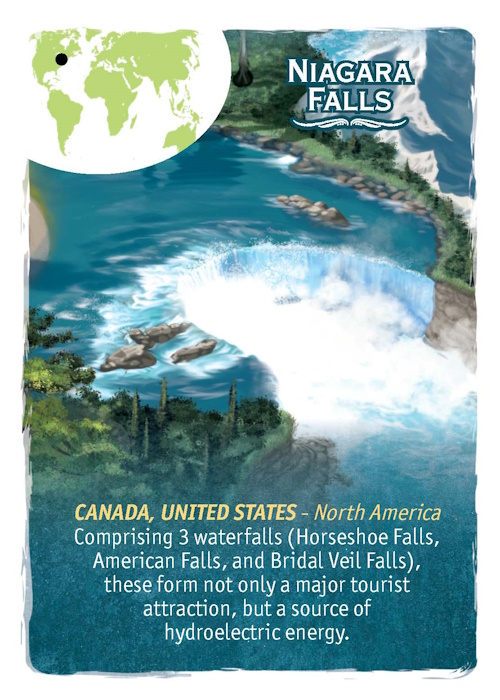 NIAGARA
FALLS
CANADA, UNITED STATES - North America
Comprising 3 waterfalls (Horseshoe Falls,
American Falls, and Bridal Veil Falls),
these form not only a major tourist
attraction, but a source of
hydroelectric energy.